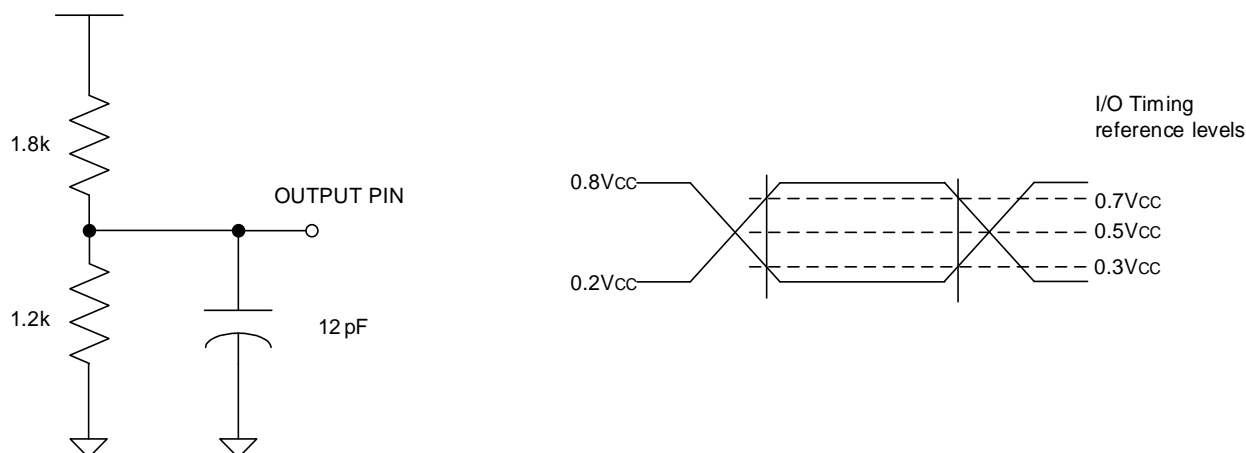 1.8k
OUTPUT PIN
1.2k
12 pF
I/O Timing
reference levels
0.8VCC
0.7VCC
0.5VCC
0.2VCC
0.3VCC